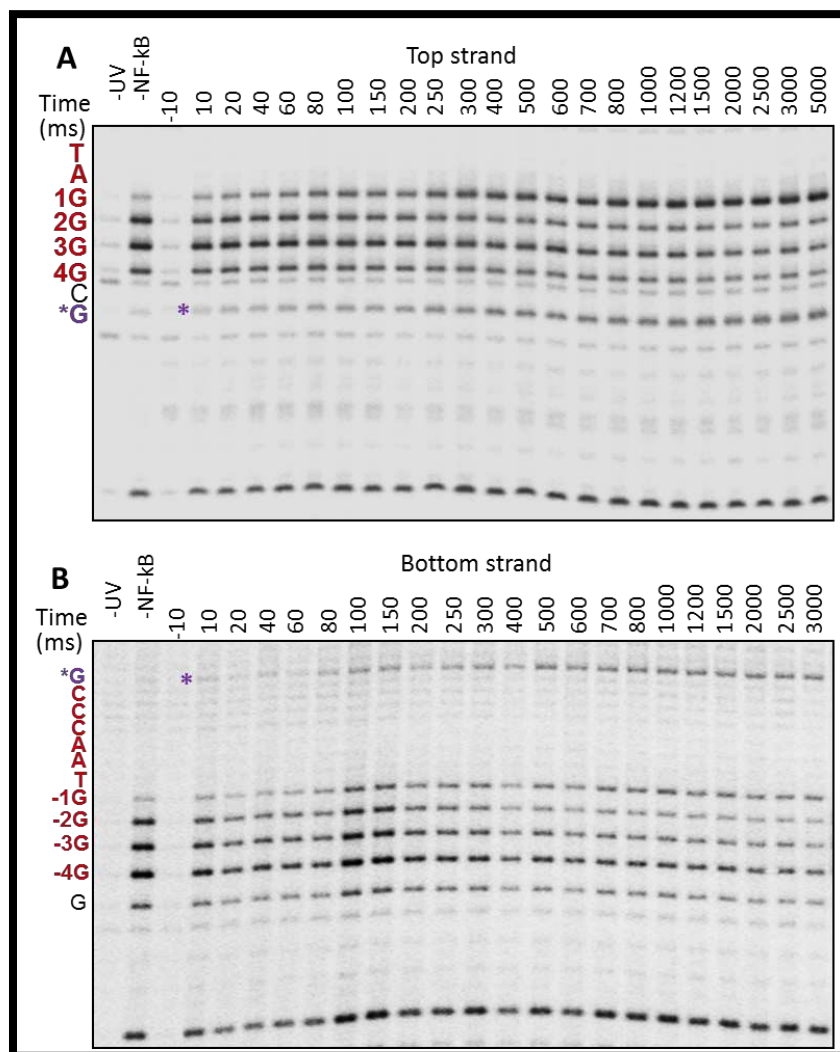 A
Top strand
Time
(ms)
-UV
-NF-kB
-10
10
20
40
60
80
100
150
200
250
300
400
500
600
700
800
1000
1200
1500
2000
2500
3000
5000
T
A
1G
2G
3G
4G
C
*G
*
B
Bottom strand
Time
(ms)
-UV
-NF-kB
-10
10
20
40
60
80
100
150
200
250
300
400
500
600
700
800
1000
1200
1500
2000
2500
3000
*G
*
C
C
C
A
A
T
-1G
-2G
-3G
-4G
G